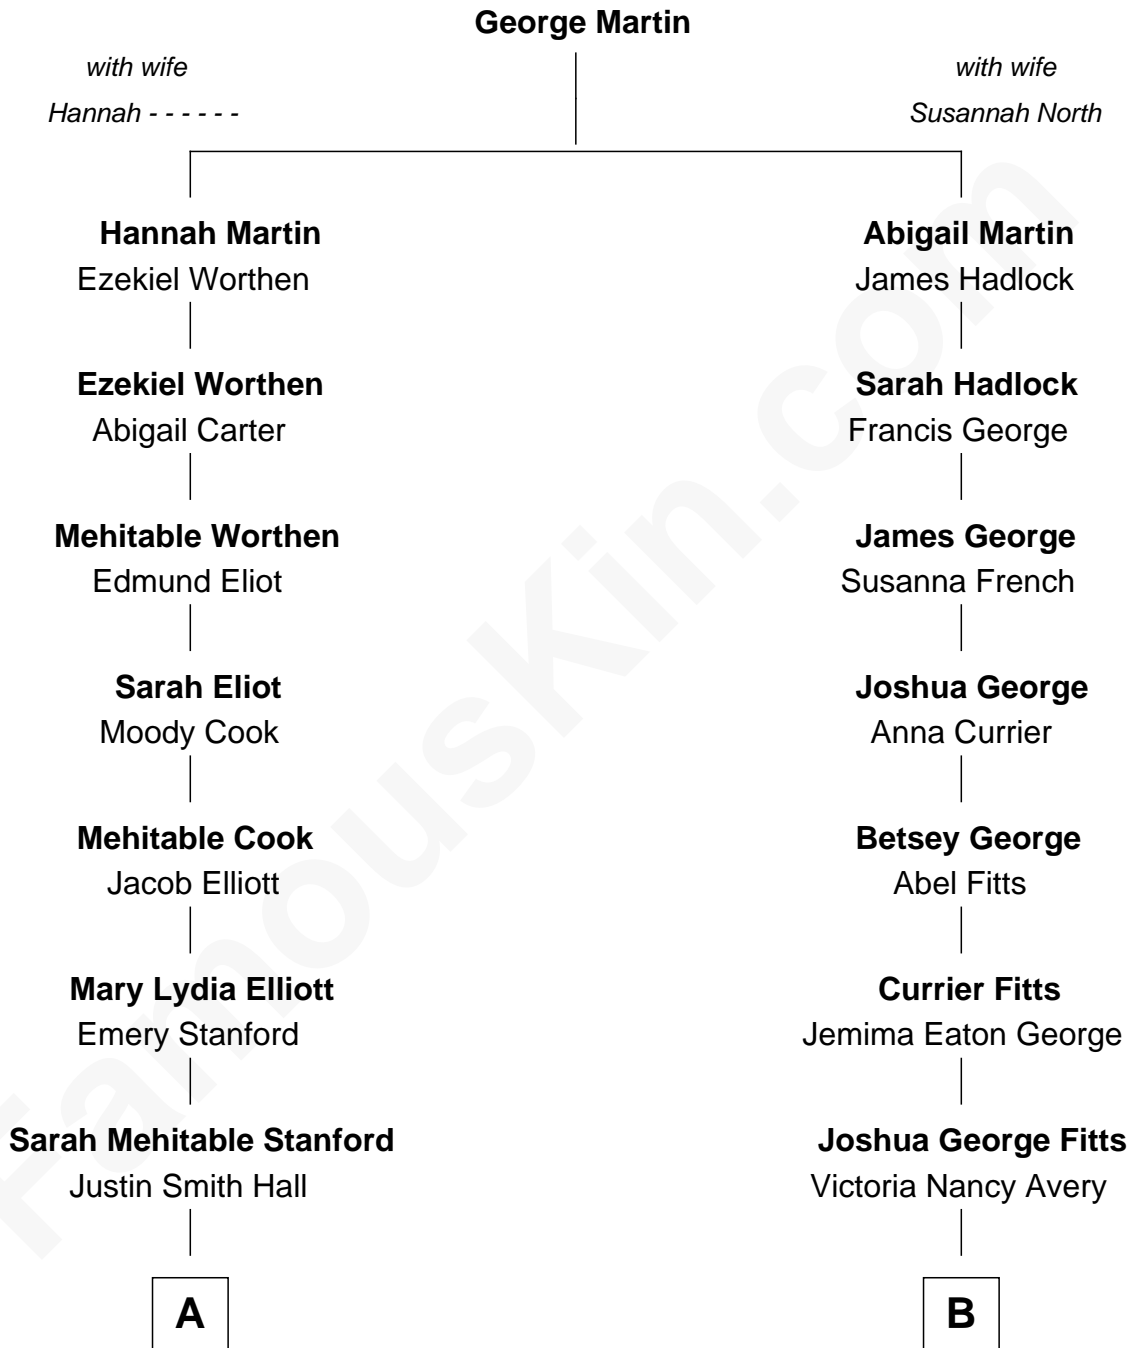 George Martin
with wife
Hannah - - - - - -
with wife
Susannah North
Hannah Martin
Ezekiel Worthen
Abigail Martin
James Hadlock
Ezekiel Worthen
Abigail Carter
Sarah Hadlock
Francis George
Mehitable Worthen
Edmund Eliot
James George
Susanna French
Sarah Eliot
Moody Cook
Joshua George
Anna Currier
Mehitable Cook
Jacob Elliott
Betsey George
Abel Fitts
Mary Lydia Elliott
Emery Stanford
Currier Fitts
Jemima Eaton George
Sarah Mehitable Stanford
Justin Smith Hall
Joshua George Fitts
Victoria Nancy Avery
A
B
FamousKin.com